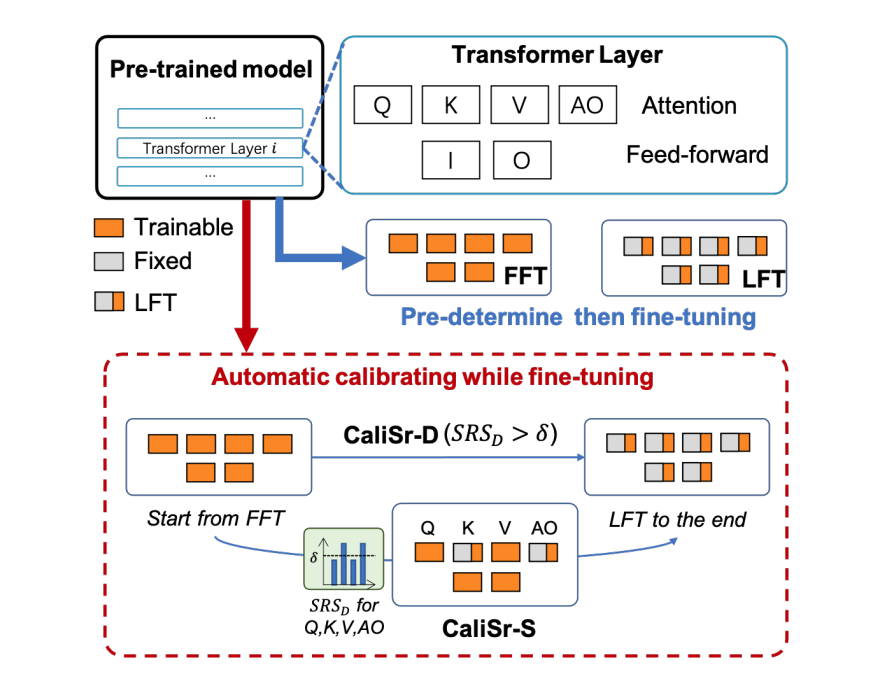 Pre-trained model
...
Transformer Layer i
...
Transformer Layer
Q K V AO Attention
I O Feed-forward
Trainable
Fixed
LFT
FFT
LFT
Pre-determine then fine-tuning
Automatic calibrating while fine-tuning
CaliSr-D (SRS_D > δ)
Start from FFT
LFT to the end
Q K V AO
δ
SRS_D for
Q,K,V,AO
CaliSr-S